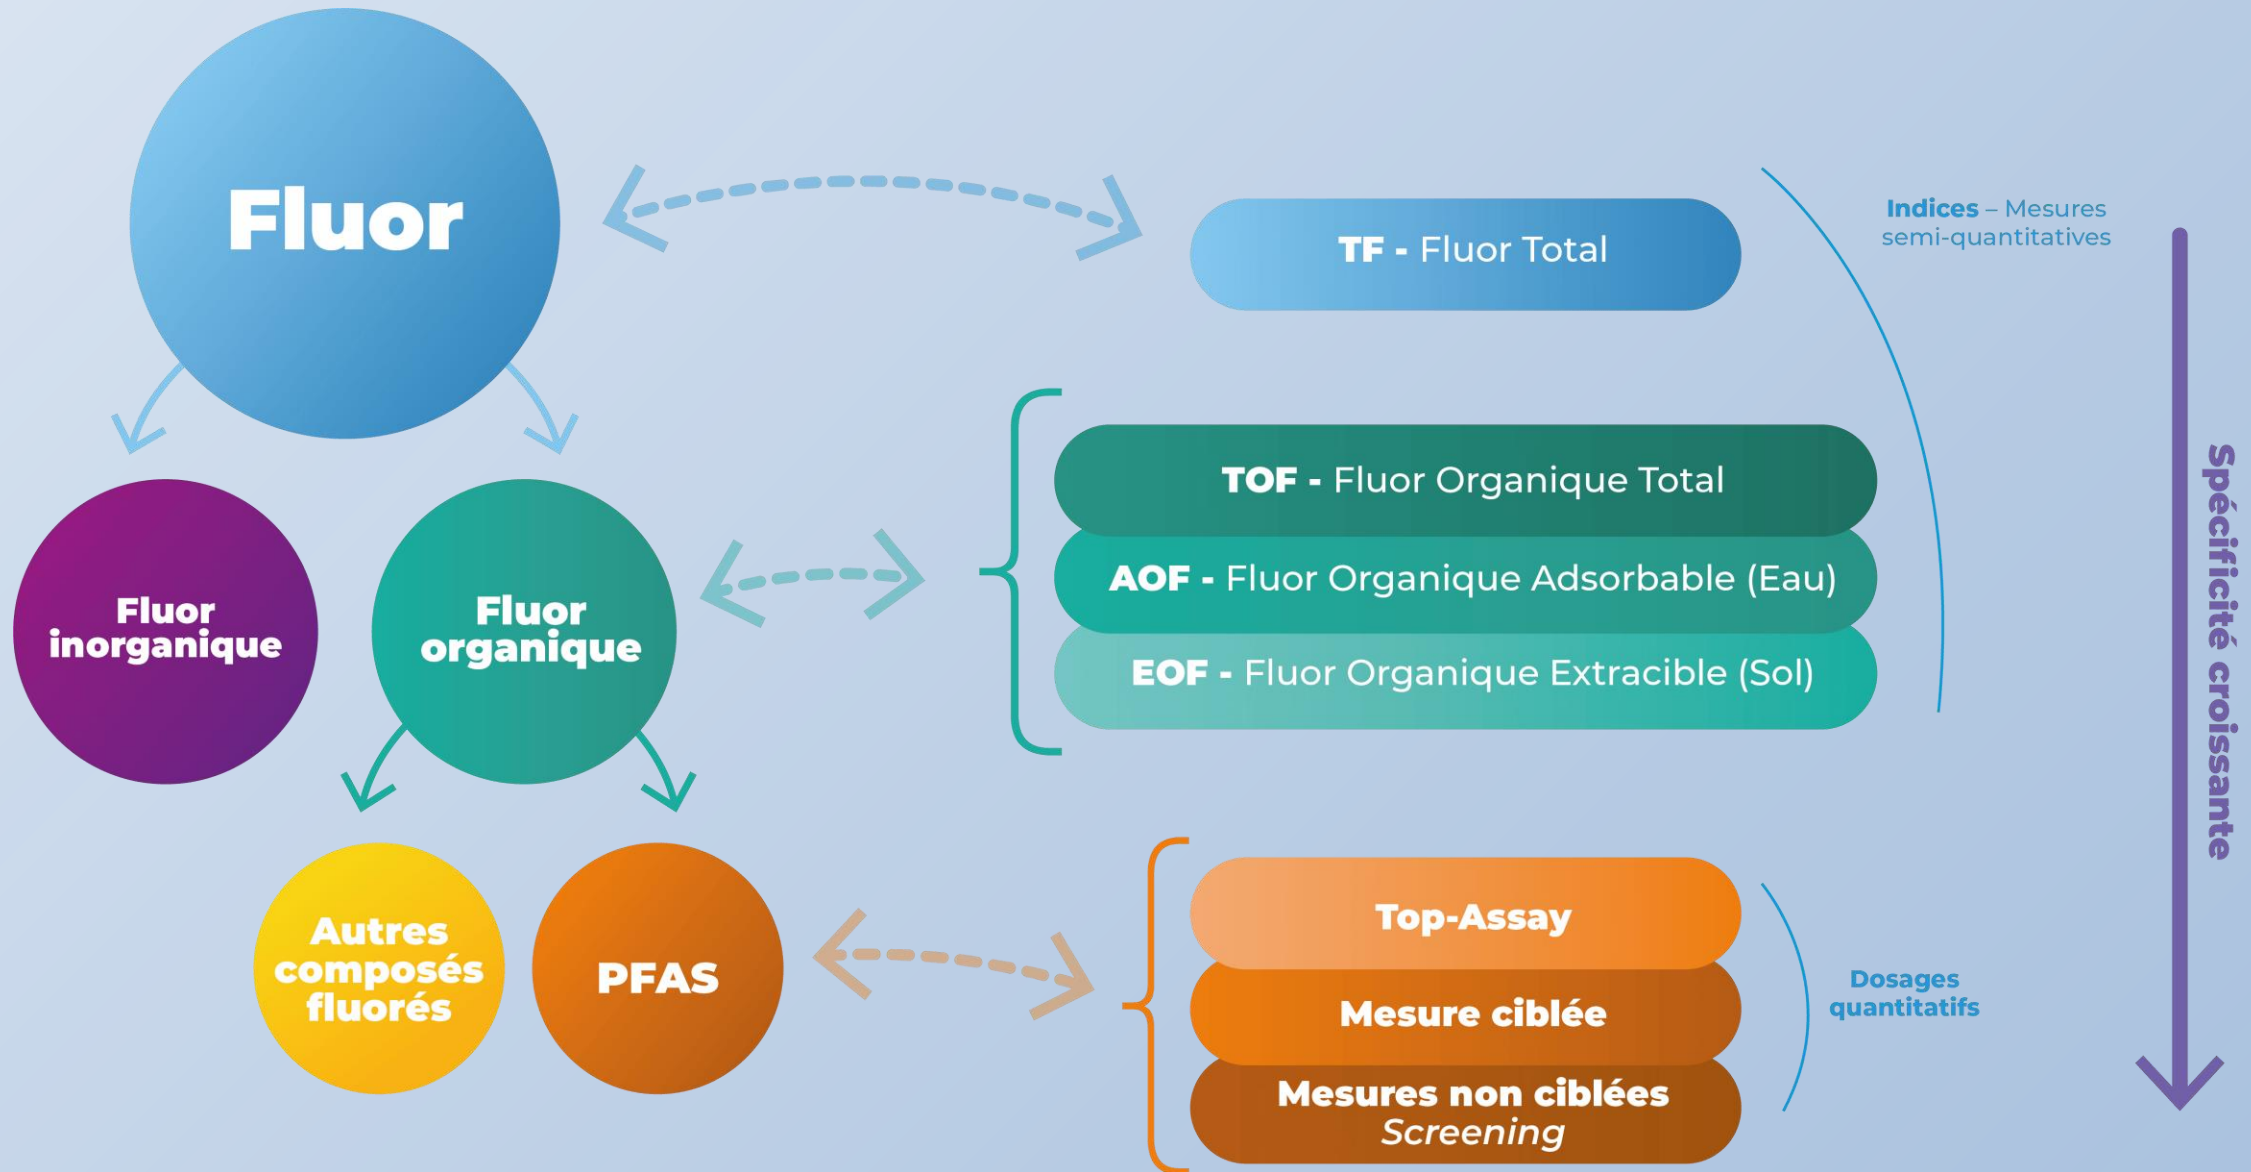 Fluor
TF - Fluor Total
Indices – Mesures
semi-quantitatives
Fluor
inorganique
Fluor
organique
TOF - Fluor Organique Total
AOF - Fluor Organique Adsorbable (Eau)
EOF - Fluor Organique Extracible (Sol)
Spécificité croissante
Autres
composés
fluorés
PFAS
Top-Assay
Mesure ciblée
Mesures non ciblées
Screening
Dosages
quantitatifs